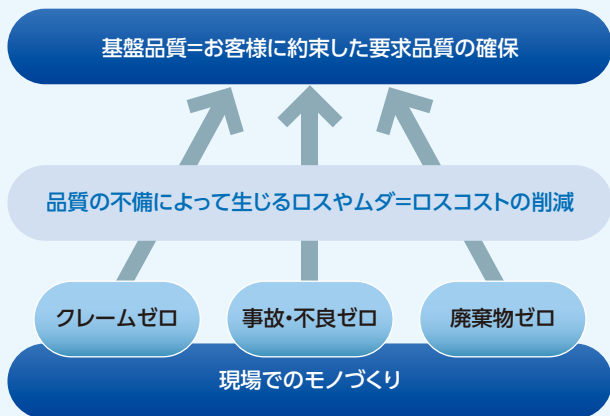 基盤品質=お客様に約束した要求品質の確保
品質の不備によって生じるロスやムダ=ロスコストの削減
クレームゼロ
事故・不良ゼロ
廃棄物ゼロ
現場でのモノづくり